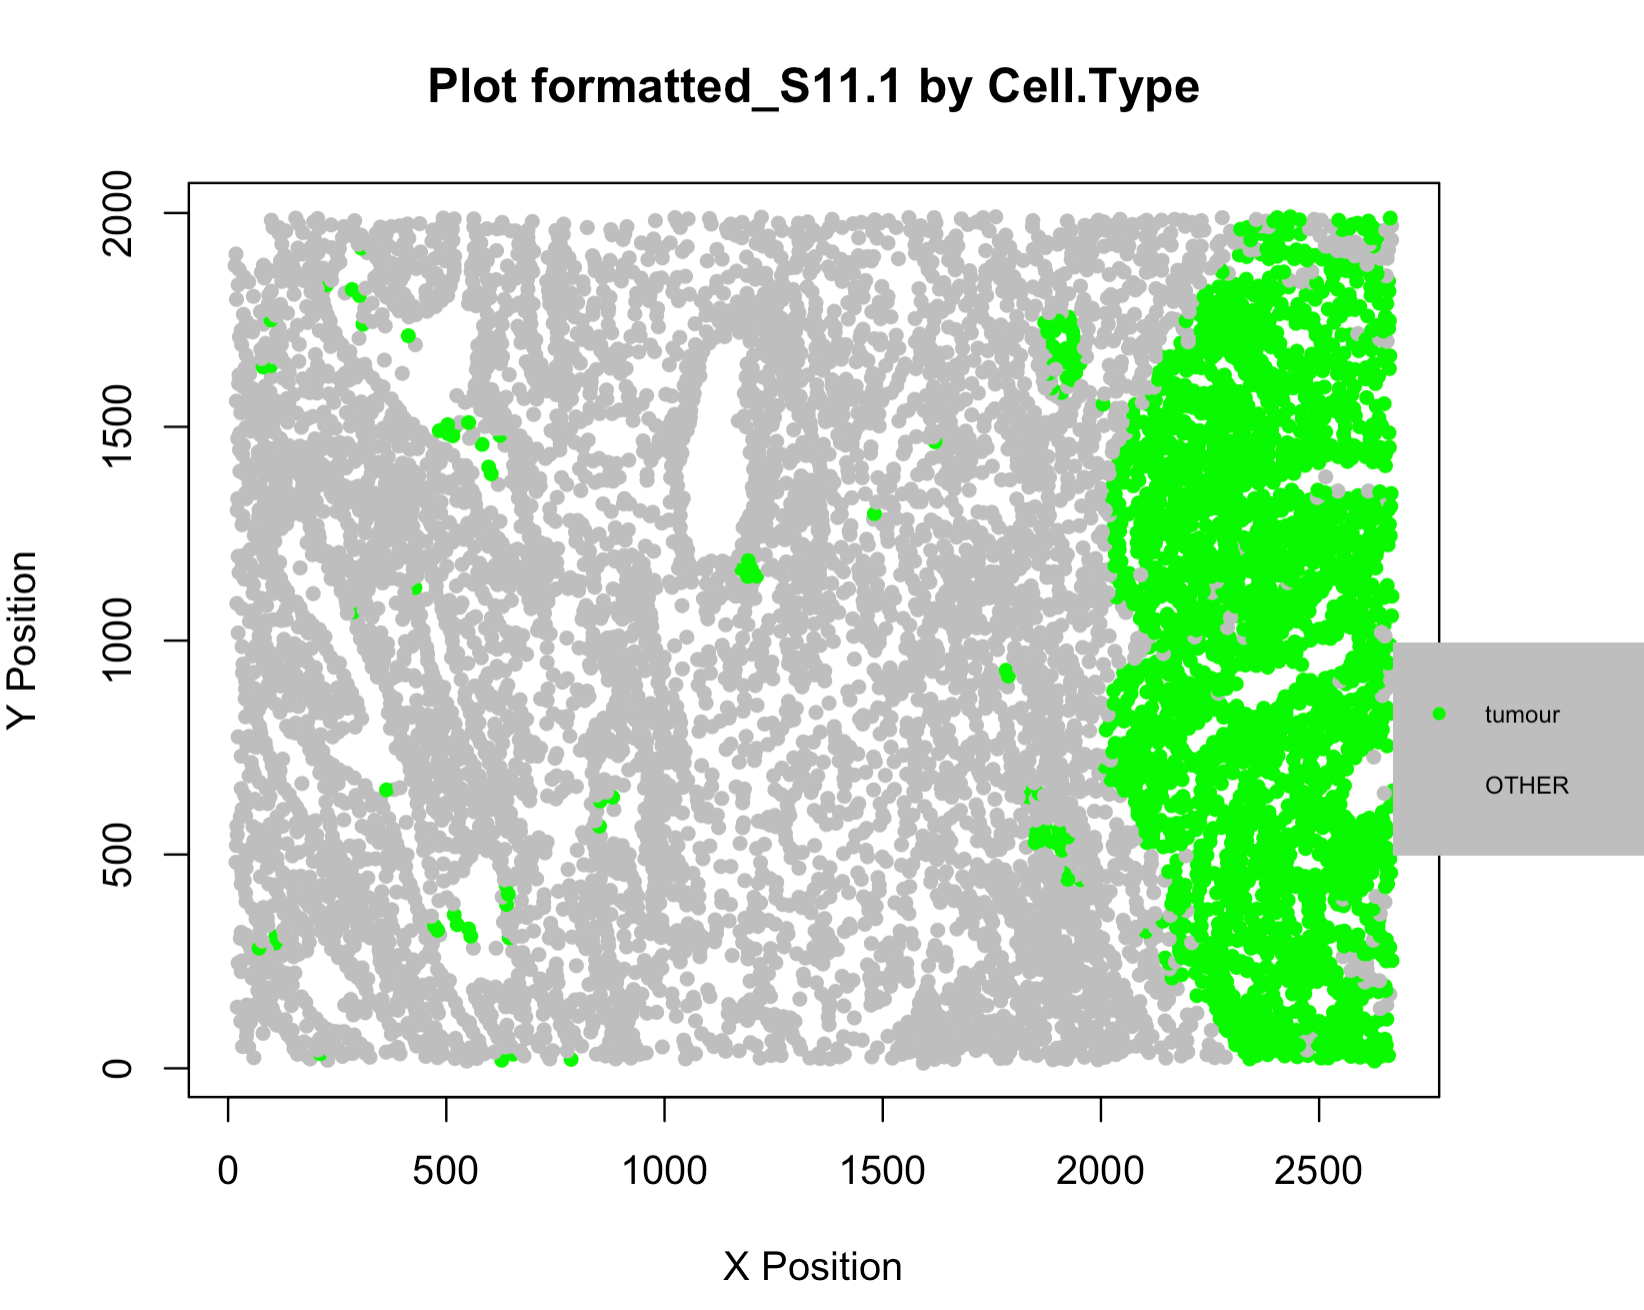 Plot formatted_S11.1 by Cell.Type
2000
1500
1000
500
0
Y Position
tumour
OTHER
0 500 1000 1500 2000 2500
X Position